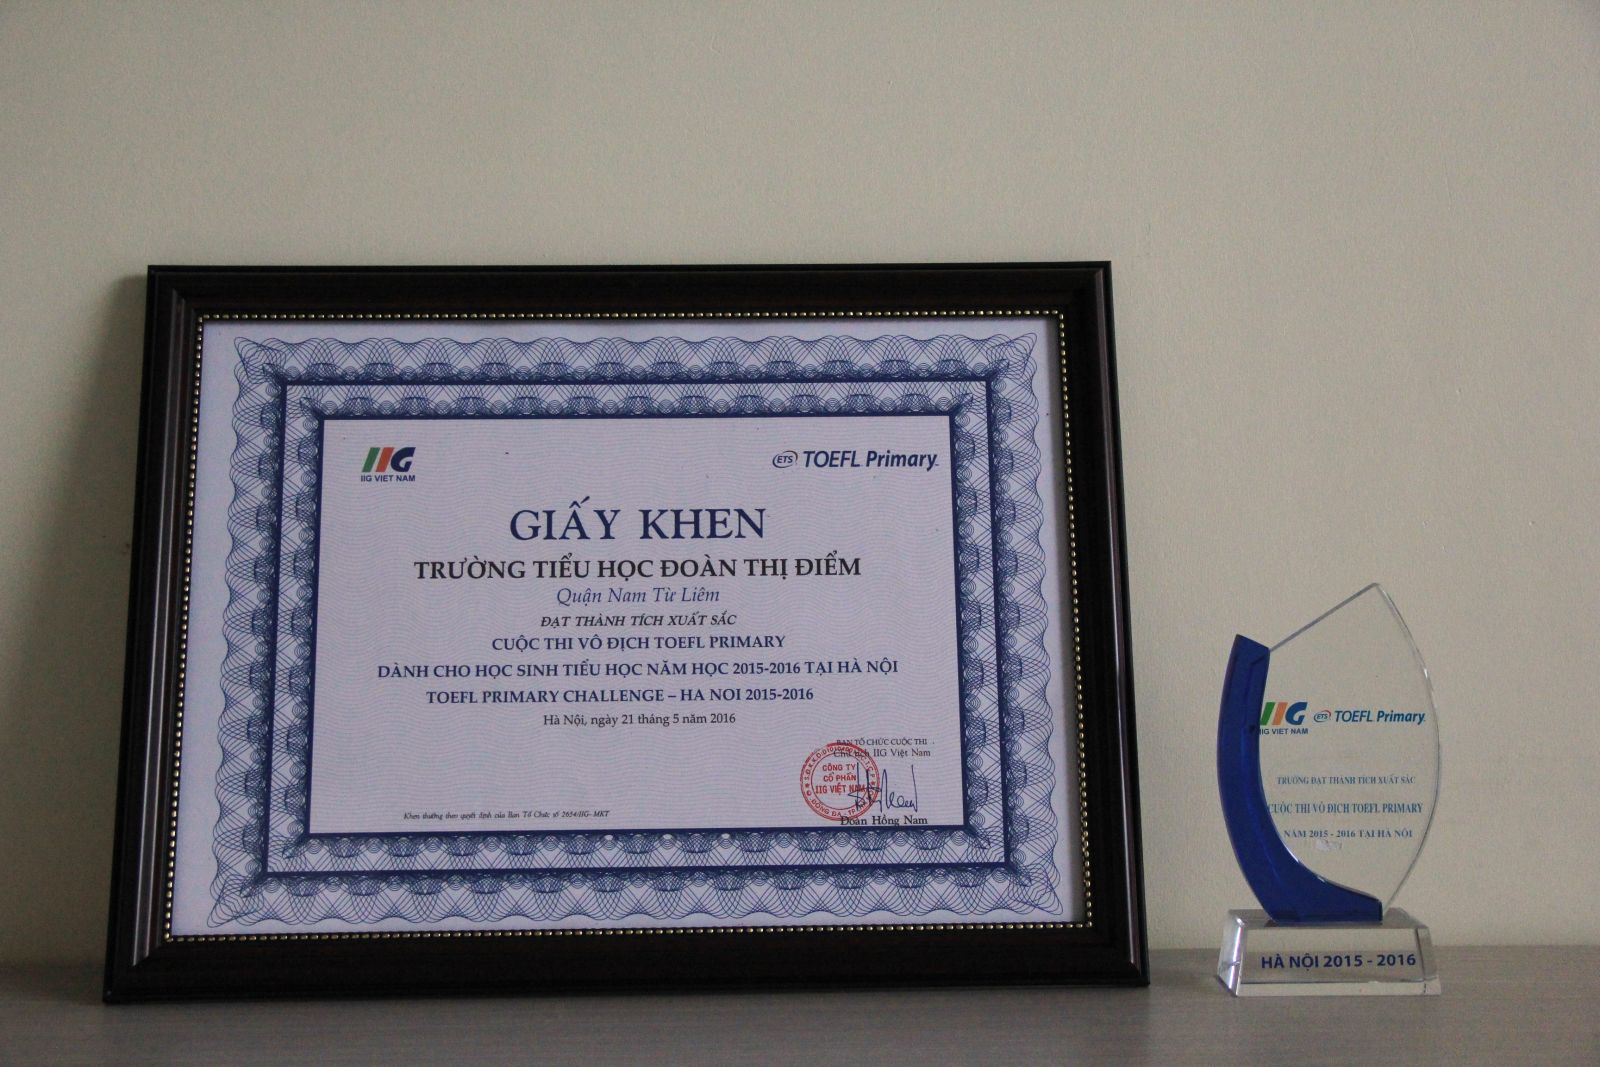 IIG
IIG VIET NAM
ETS TOEFL Primary
GIẤY KHEN
TRƯỜNG TIỂU HỌC ĐOÀN THỊ ĐIỂM
Quận Nam Từ Liêm
ĐẠT THÀNH TÍCH XUẤT SẮC
CUỘC THI VÔ ĐỊCH TOEFL PRIMARY
DÀNH CHO HỌC SINH TIỂU HỌC NĂM HỌC 2015-2016 TẠI HÀ NỘI
TOEFL PRIMARY CHALLENGE – HA NOI 2015-2016
Hà Nội, ngày 21 tháng 5 năm 2016
BAN TỔ CHỨC CUỘC THI
Chủ tịch IIG Việt Nam
CÔNG TY
CỔ PHẦN
IIG VIỆT NAM
Đoàn Hồng Nam
Khen thưởng theo quyết định của Ban Tổ Chức số 2654/IIG- MKT
IIG
IIG VIET NAM
ETS TOEFL Primary
TRƯỜNG ĐẠT THÀNH TÍCH XUẤT SẮC
CUỘC THI VÔ ĐỊCH TOEFL PRIMARY
NĂM 2015 - 2016 TẠI HÀ NỘI
HÀ NỘI 2015 - 2016